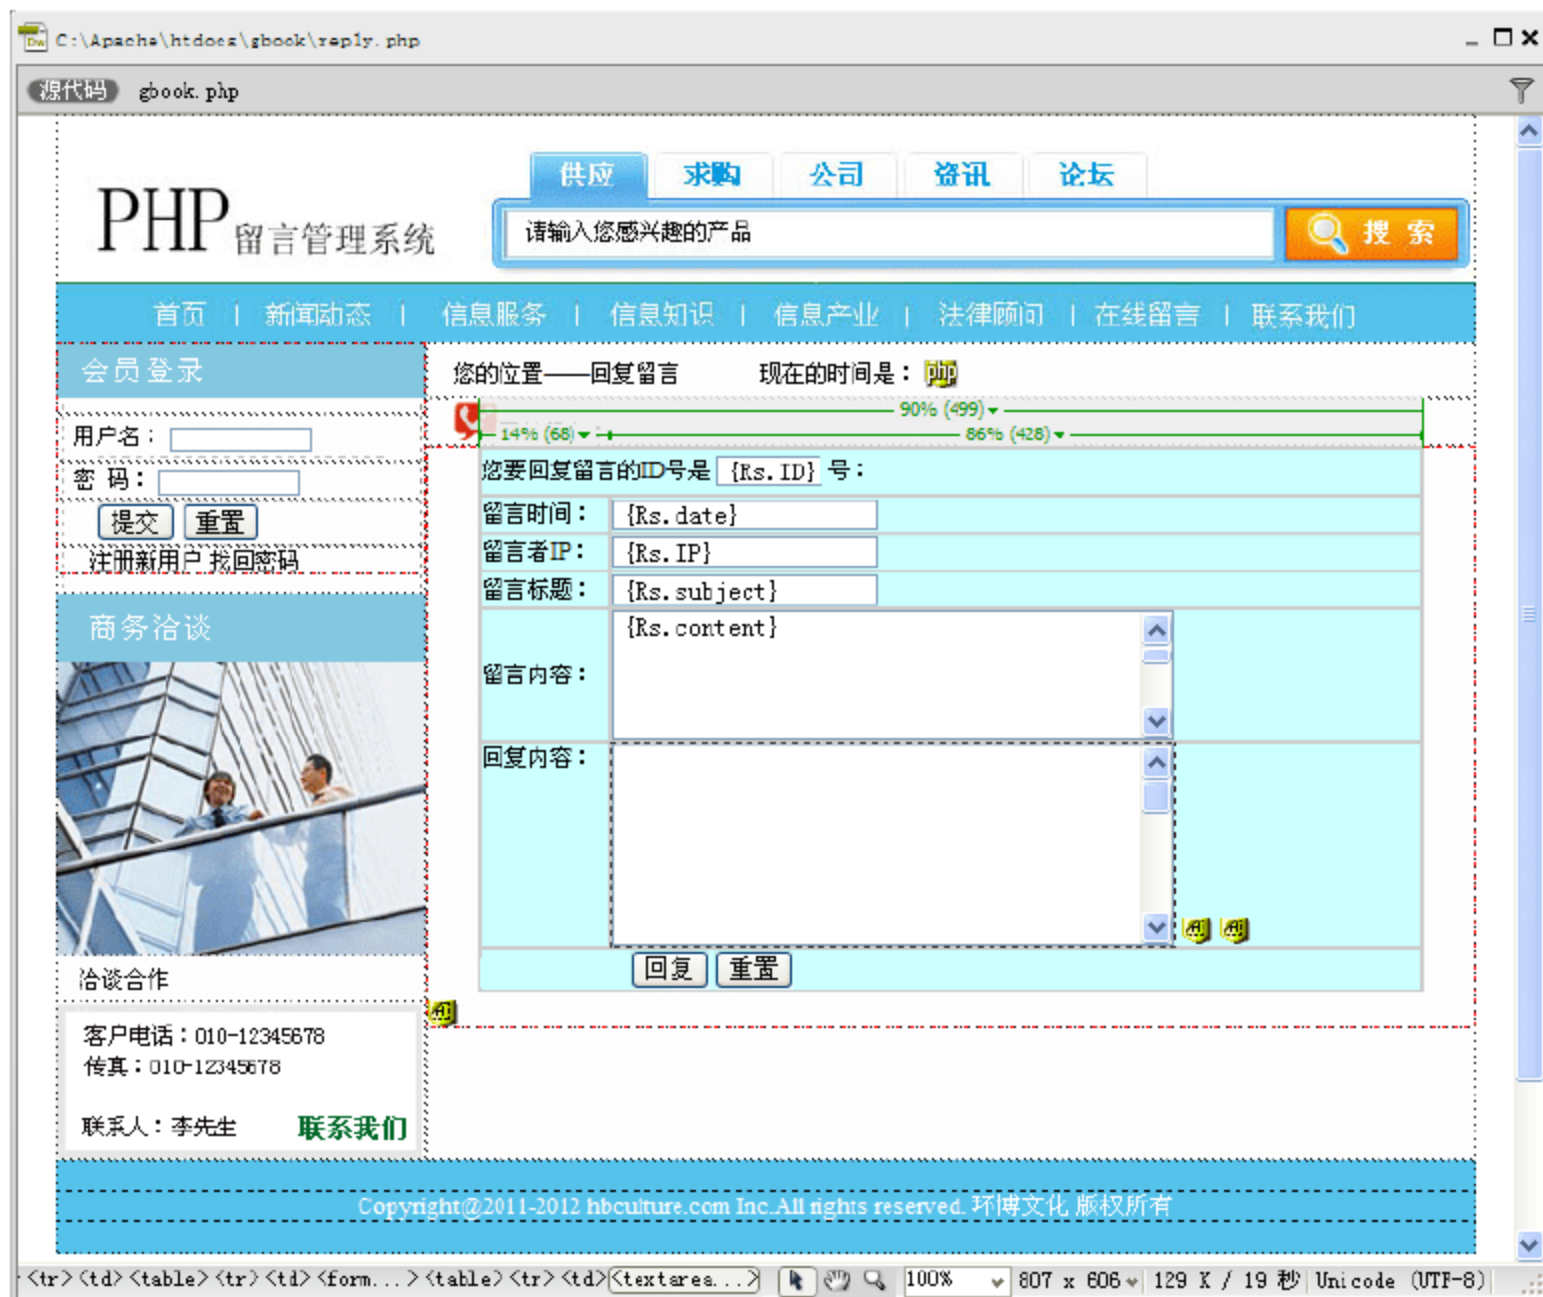 C:\Apache\htdocs\gbook\reply.php
源代码 gbook.php
供应 求购 公司 资讯 论坛
PHP留言管理系统
请输入您感兴趣的产品
搜 索
首页 | 新闻动态 | 信息服务 | 信息知识 | 信息产业 | 法律顾问 | 在线留言 | 联系我们
会员登录
您的位置——回复留言 现在的时间是： php
90% (499)
14% (68) 86% (428)
用户名：
密 码：
提交 重置
注册新用户 找回密码
您要回复留言的ID号是 {Rs.ID} 号：
留言时间： {Rs.date}
留言者IP： {Rs.IP}
留言标题： {Rs.subject}
留言内容： {Rs.content}
回复内容：
回复 重置
商务洽谈
洽谈合作
客户电话：010-12345678
传真：010-12345678
联系人：李先生 联系我们
Copyright@2011-2012 hbculture.com Inc.All rights reserved. 环博文化 版权所有
<tr><td><table><tr><td><form...><table><tr><td><textarea...> 100% 807 x 606 129 K / 19 秒 Unicode (UTF-8)